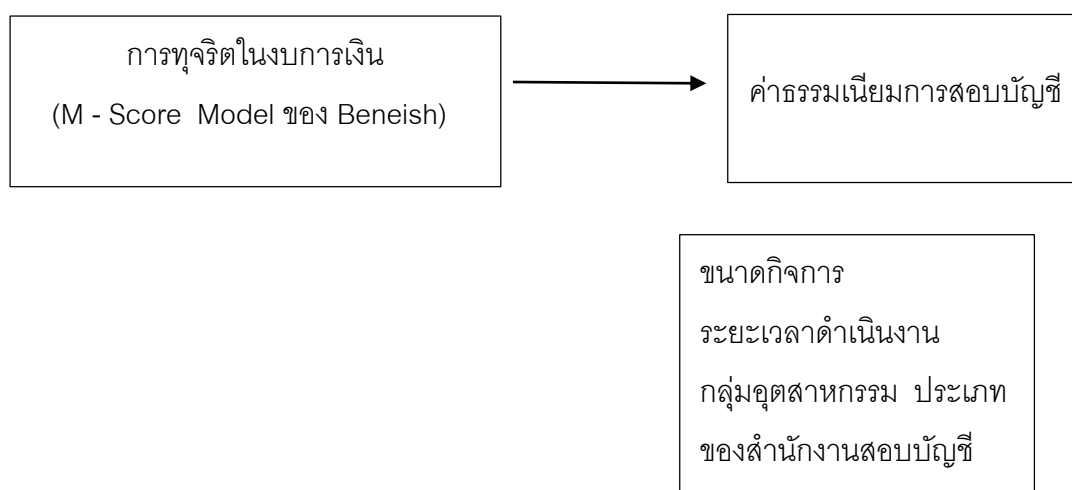 การทุจริตในงบการเงิน
(M - Score Model ของ Beneish)
ค่าธรรมเนียมการสอบบัญชี
ขนาดกิจการ
ระยะเวลาดำเนินงาน
กลุ่มอุตสาหกรรม ประเภท
ของสำนักงานสอบบัญชี